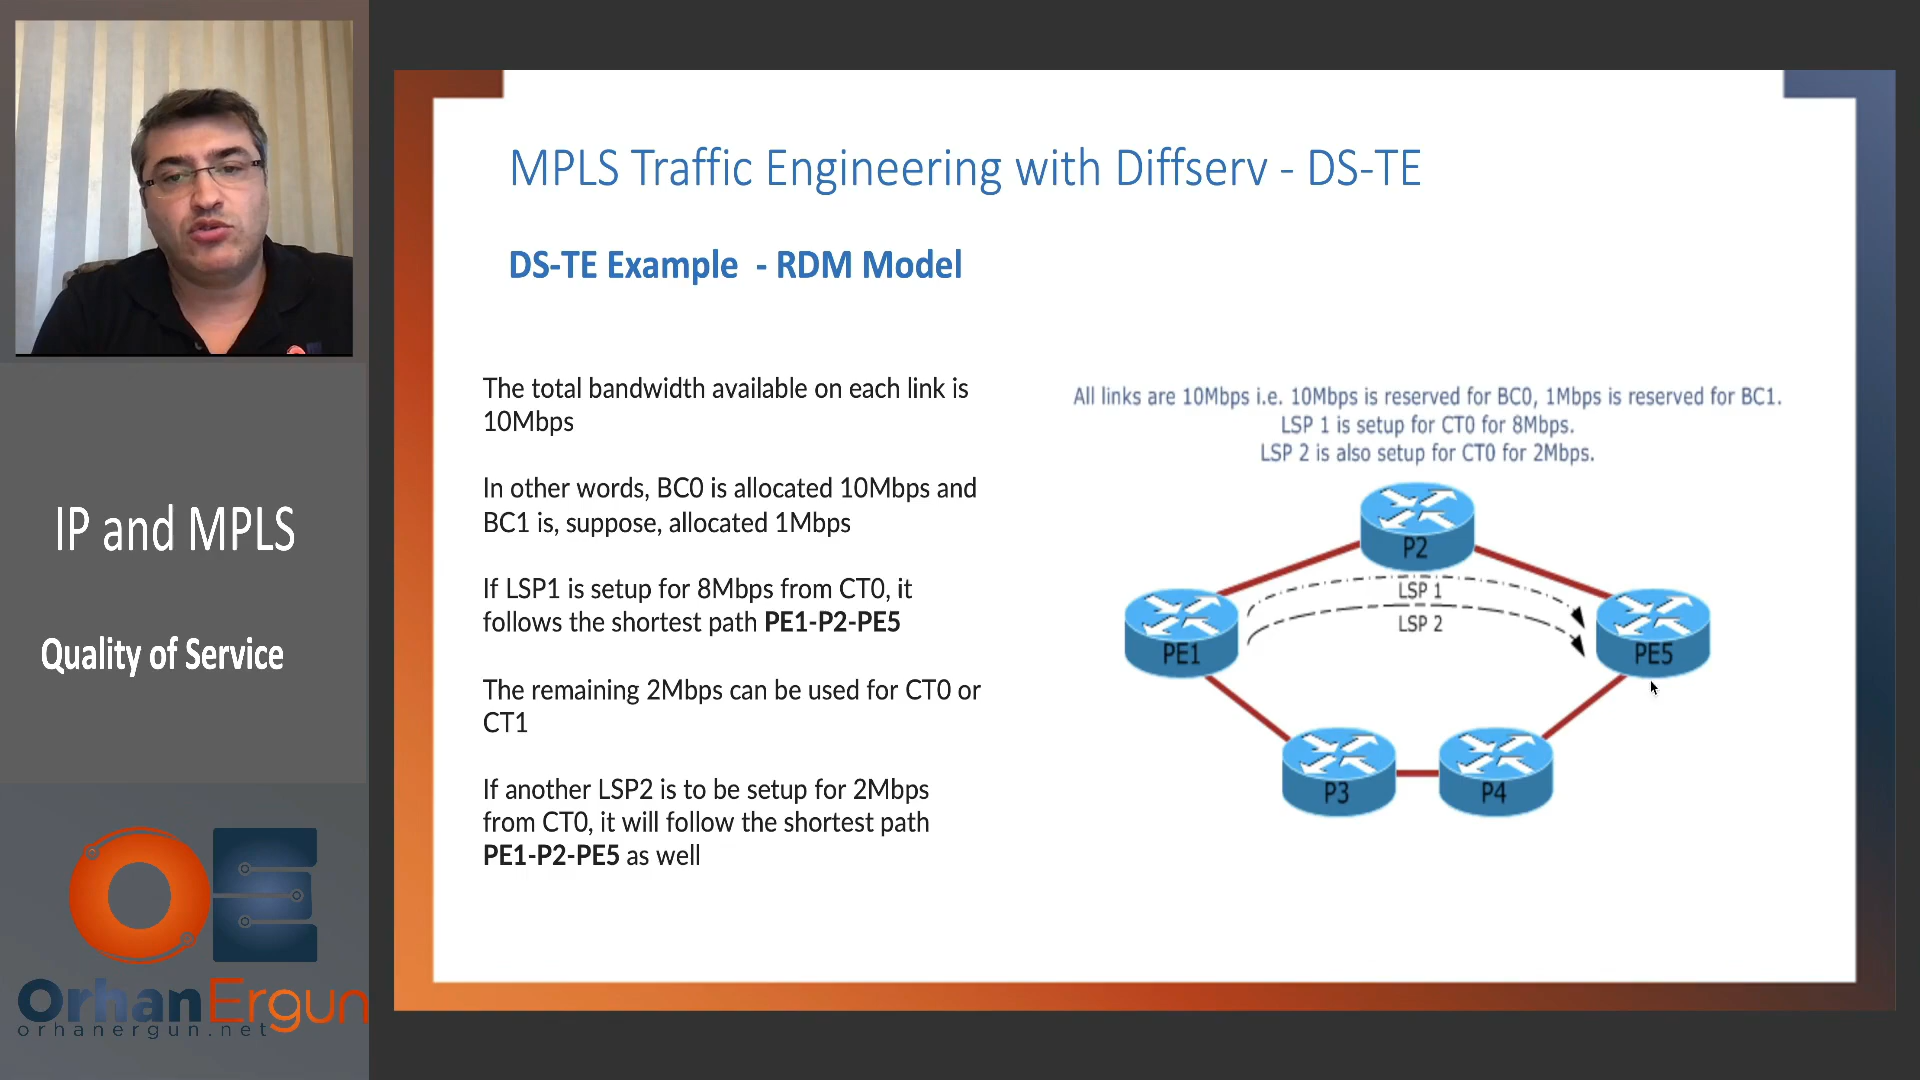 MPLS Traffic Engineering with Diffserv - DS-TE
DS-TE Example - RDM Model
The total bandwidth available on each link is
10Mbps
In other words, BC0 is allocated 10Mbps and
BC1 is, suppose, allocated 1Mbps
If LSP1 is setup for 8Mbps from CT0, it
follows the shortest path PE1-P2-PE5
The remaining 2Mbps can be used for CT0 or
CT1
If another LSP2 is to be setup for 2Mbps
from CT0, it will follow the shortest path
PE1-P2-PE5 as well
All links are 10Mbps i.e. 10Mbps is reserved for BC0, 1Mbps is reserved for BC1.
LSP 1 is setup for CT0 for 8Mbps.
LSP 2 is also setup for CT0 for 2Mbps.
P2
LSP 1
LSP 2
PE1
PE5
P3
P4
IP and MPLS
Quality of Service
OE
OrhanErgun
orhanergun.net